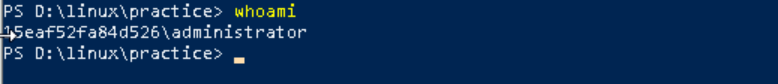 PS D:\linux\practice> whoami
15eaf52fa84d526\administrator
PS D:\linux\practice>